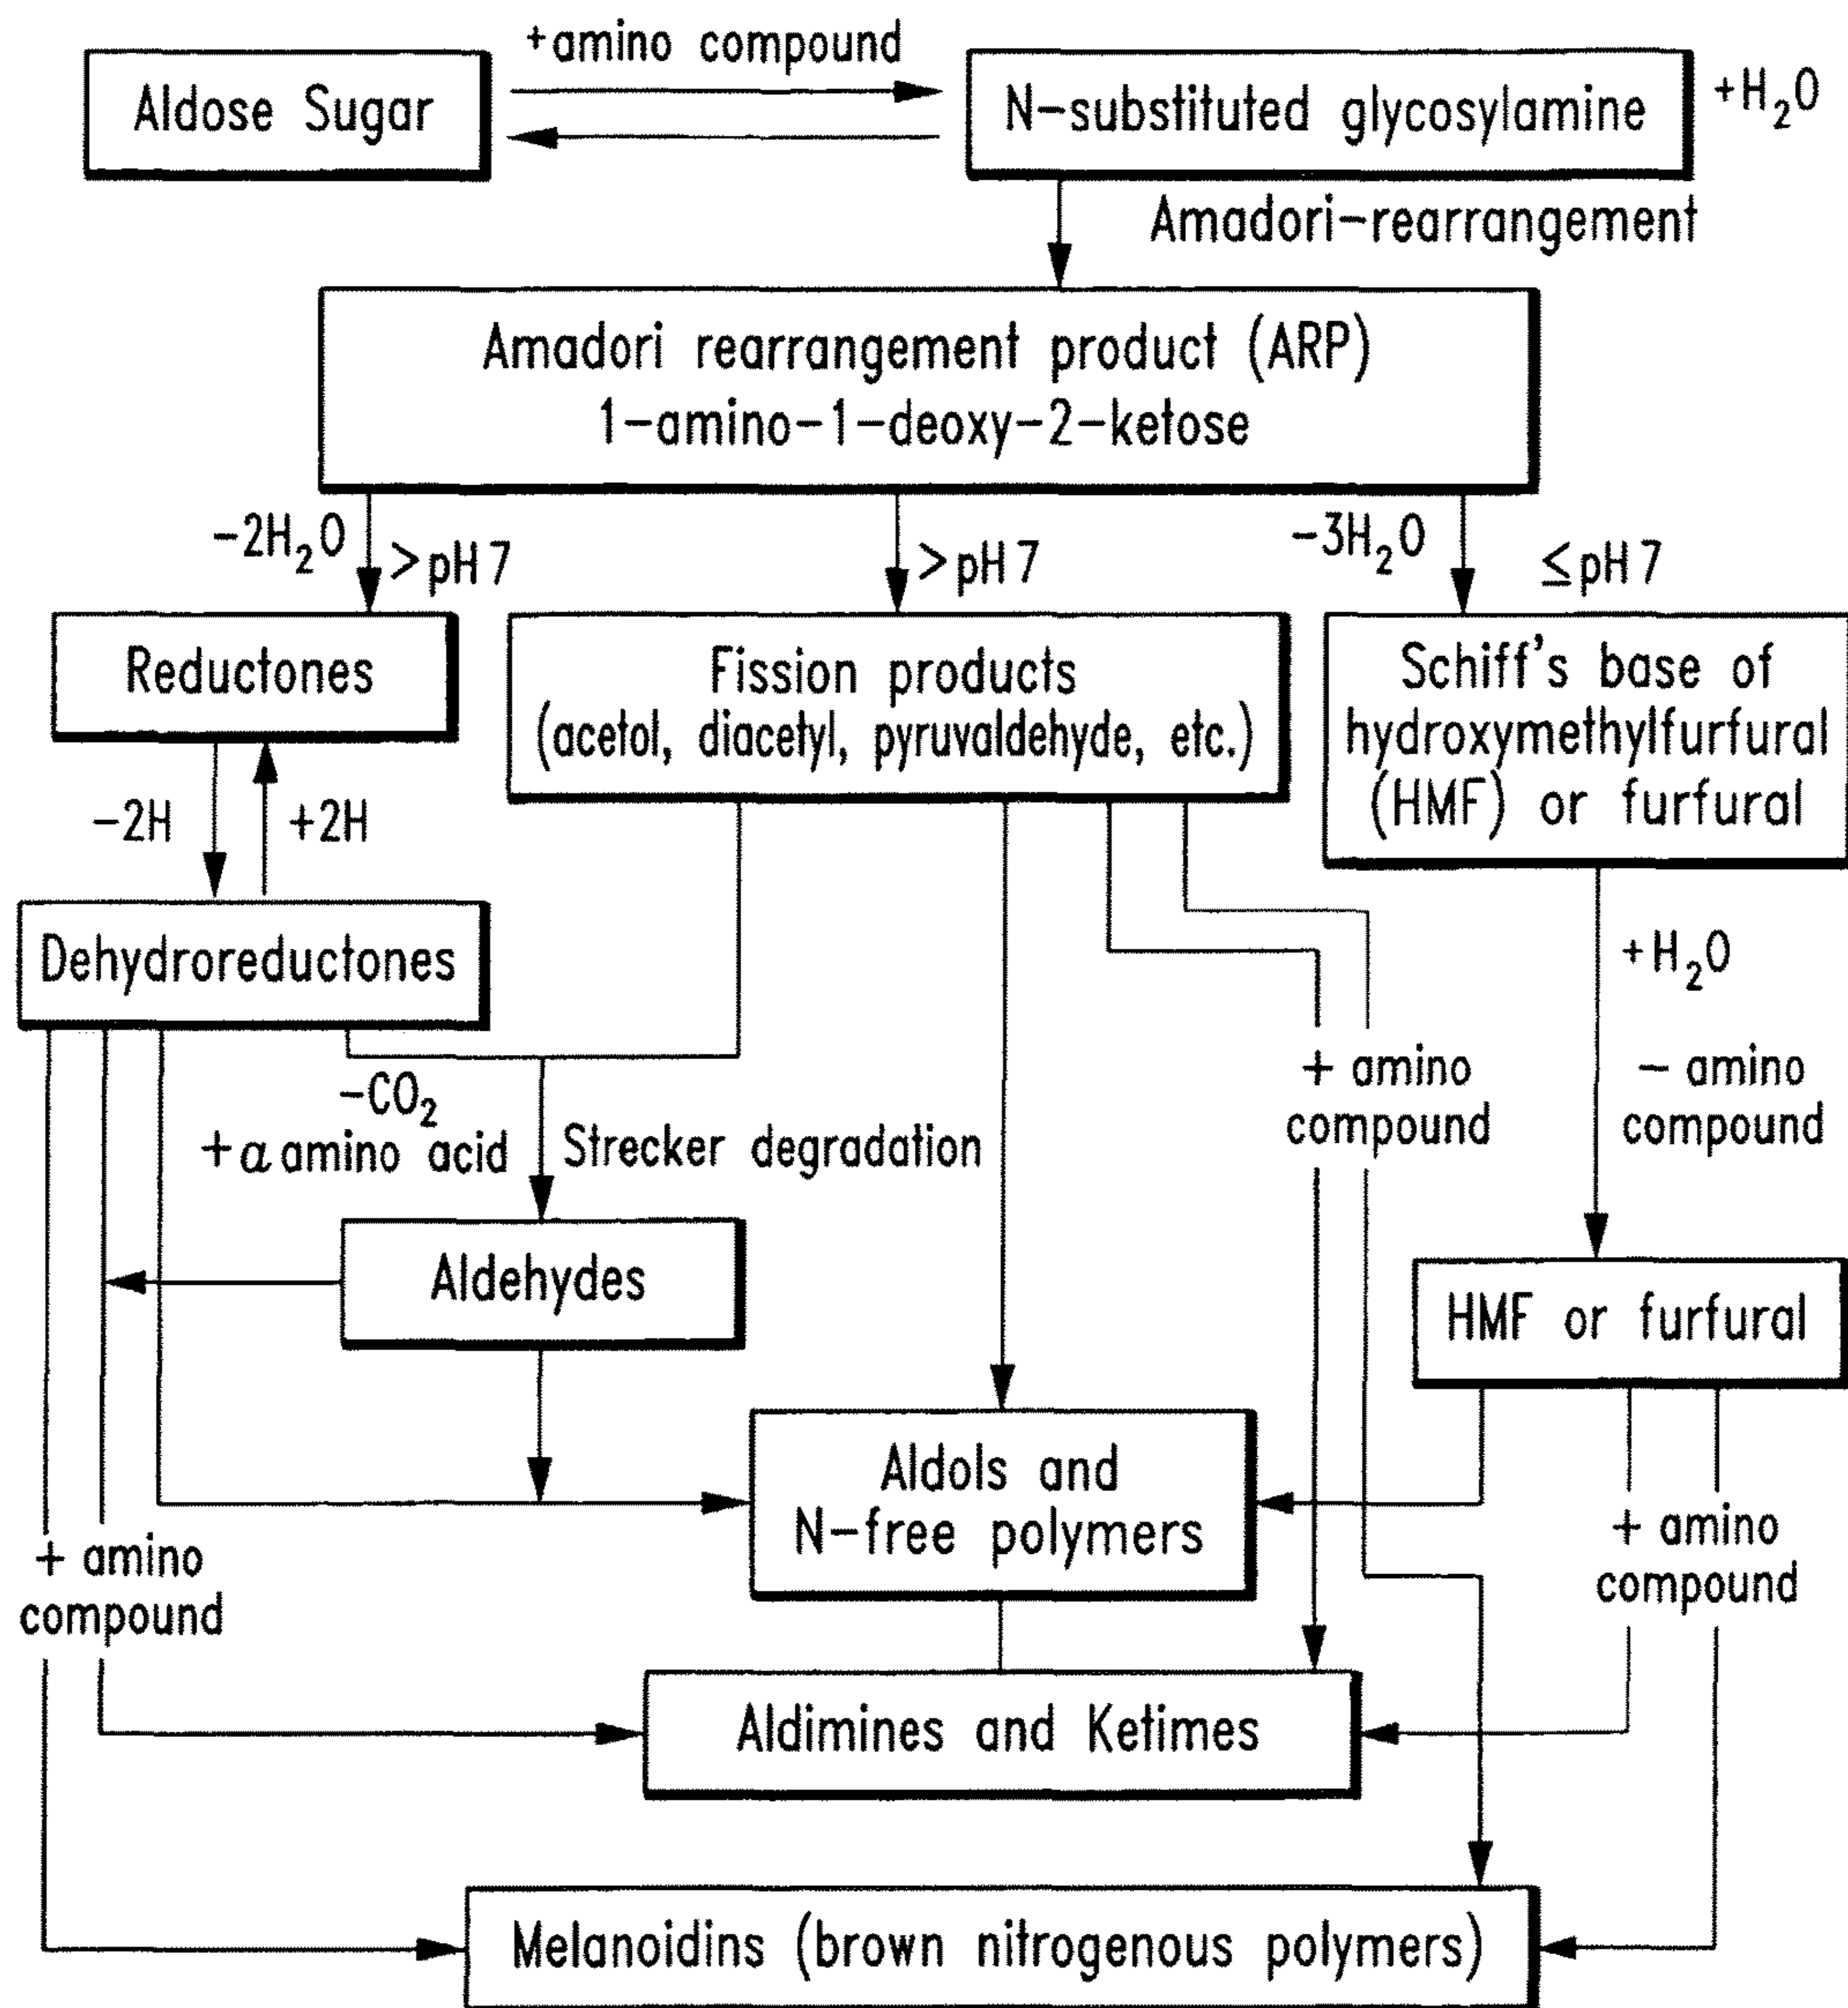 +amino compound
Aldose Sugar
N-substituted glycosylamine
+H₂O
Amadori-rearrangement
Amadori rearrangement product (ARP)
1-amino-1-deoxy-2-ketose
-2H₂O
>pH 7
>pH 7
-3H₂O
≤pH 7
Reductones
Fission products
(acetol, diacetyl, pyruvaldehyde, etc.)
Schiff's base of
hydroxymethylfurfural
(HMF) or furfural
-2H
+2H
Dehydroreductones
+H₂O
+ amino
compound
- amino
compound
-CO₂
+α amino acid
Strecker degradation
Aldehydes
HMF or furfural
Aldols and
N-free polymers
+ amino
compound
+ amino
compound
Aldimines and Ketimes
Melanoidins (brown nitrogenous polymers)